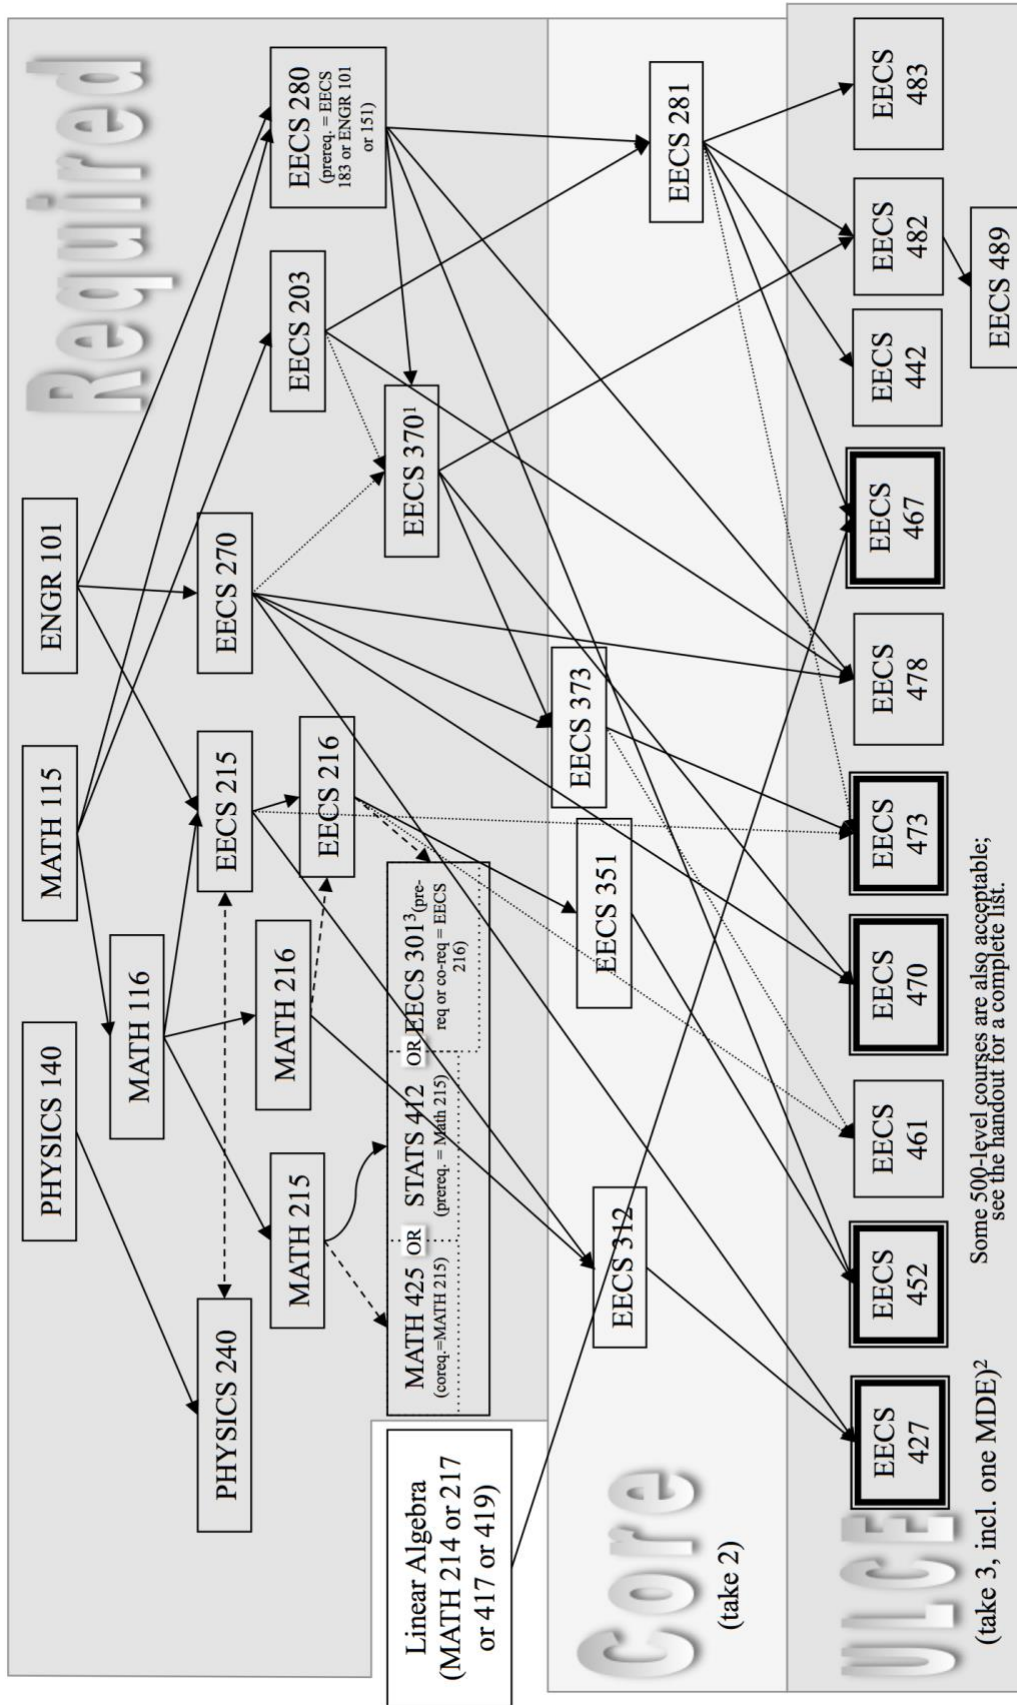 Required
PHYSICS 140
MATH 115
ENGR 101
MATH 116
PHYSICS 240
EECS 215
EECS 270
MATH 215
MATH 216
EECS 203
EECS 280
(prereq. = EECS
183 or ENGR 101
or 151)
EECS 216
MATH 425
(coreq.=MATH 215)
OR
STATS 412
(prereq. = Math 215)
OR
EECS 301³(pre-
req or co-req = EECS
216)
EECS 370¹
Linear Algebra
(MATH 214 or 217
or 417 or 419)
Core
(take 2)
EECS 312
EECS 351
EECS 373
EECS 281
ULCE
(take 3, incl. one MDE)²
EECS
427
EECS
452
EECS
461
EECS
470
EECS
473
EECS
478
EECS
467
EECS
442
EECS
482
EECS
483
EECS 489
Some 500-level courses are also acceptable;
see the handout for a complete list.